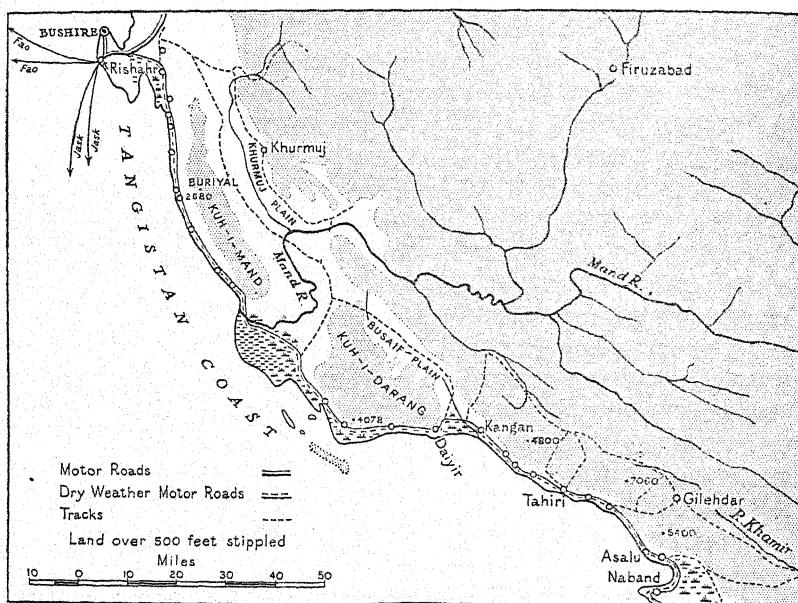 BUSHIRE
Fao
Fao
Rishahr
Jask
Jask
Firuzabad
Khurmuj
KHURMUJ PLAIN
TANGISTAN COAST
BURIYAL
2680
KUH-I-MAND
Mand R.
Mand R.
BUSAIF-PLAIN
KUH-I-DARANG
4078
Daiyir
Kangan
4800
Tahiri
7060
Gilehdar
R. Khamir
5400
Asalu
Naband
Motor Roads
Dry Weather Motor Roads
Tracks
Land over 500 feet stippled
Miles
10 0 10 20 30 40 50